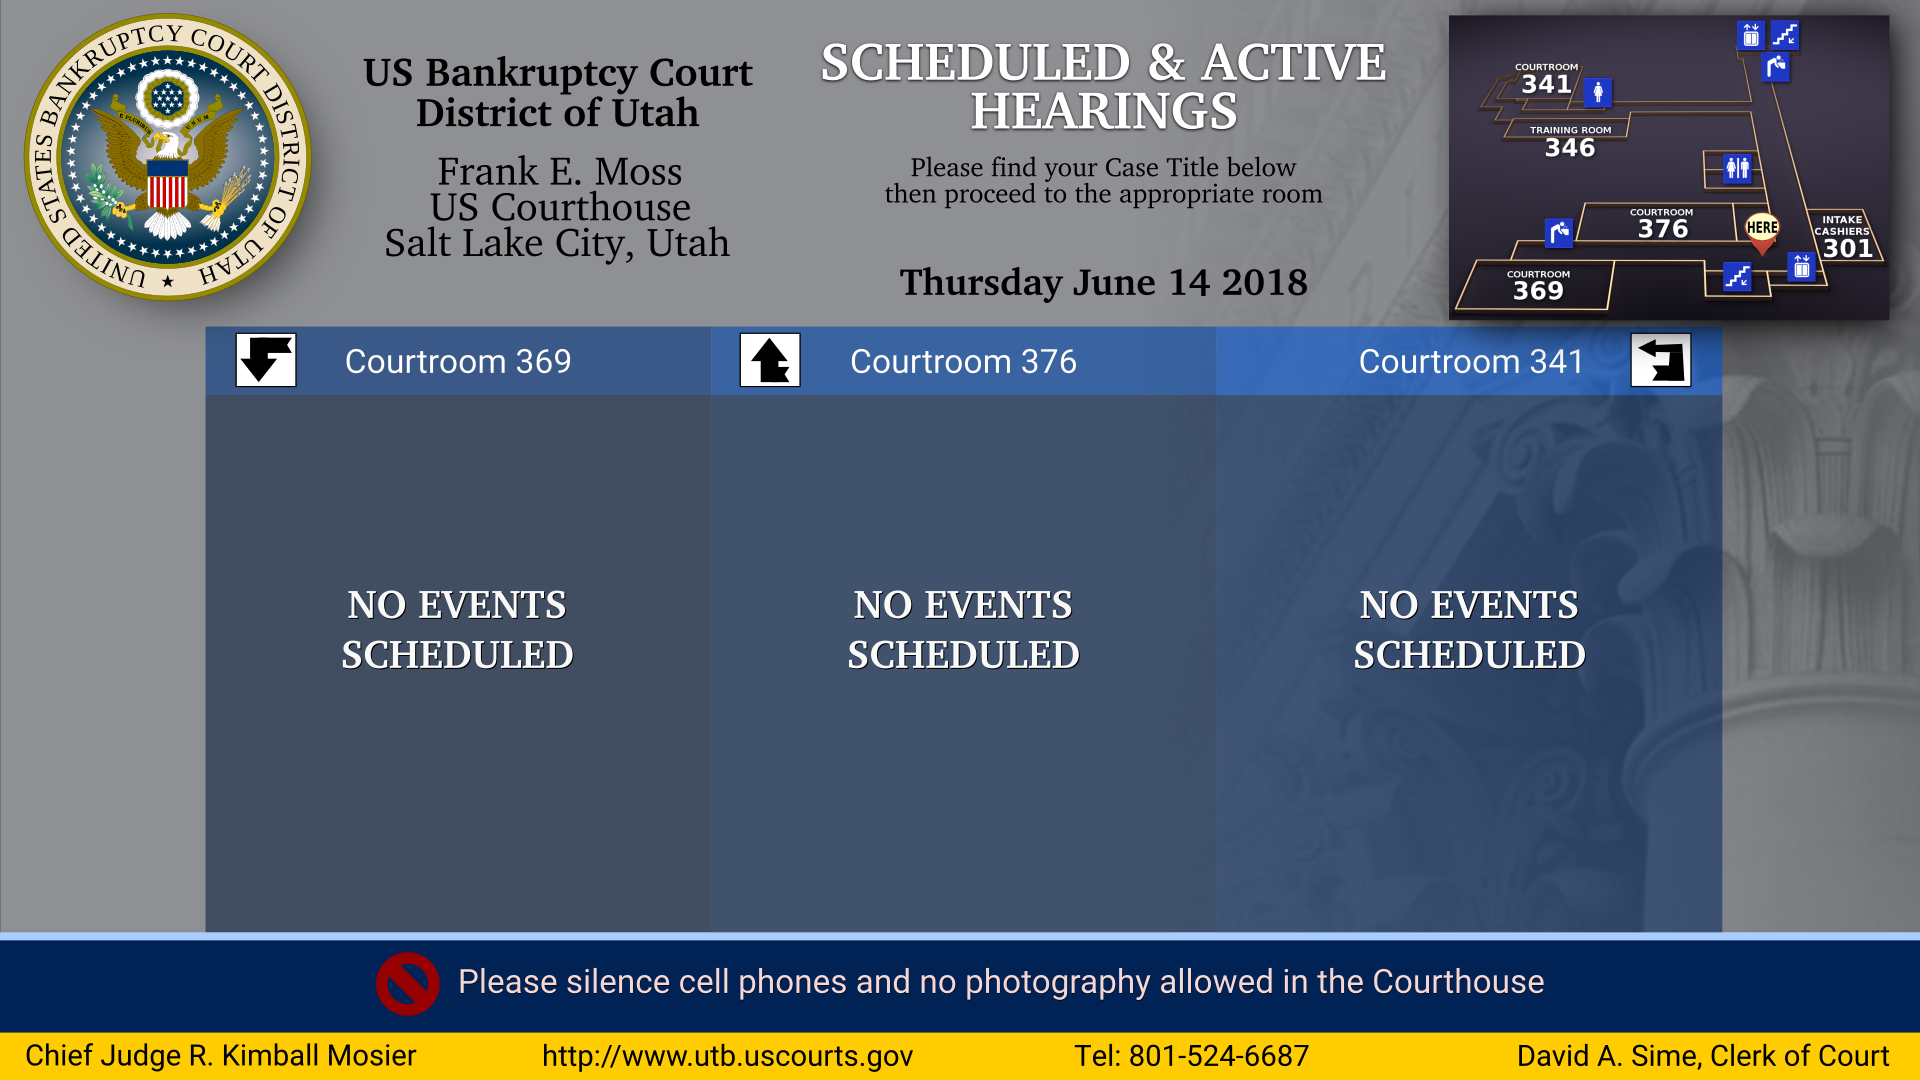 UNITED STATES BANKRUPTCY COURT DISTRICT OF UTAH
E PLURIBUS UNUM
US Bankruptcy Court
District of Utah
Frank E. Moss
US Courthouse
Salt Lake City, Utah
SCHEDULED & ACTIVE
HEARINGS
Please find your Case Title below
then proceed to the appropriate room
Thursday June 14 2018
COURTROOM
341
TRAINING ROOM
346
COURTROOM
376
HERE
INTAKE
CASHIERS
301
COURTROOM
369
Courtroom 369
Courtroom 376
Courtroom 341
NO EVENTS
SCHEDULED
NO EVENTS
SCHEDULED
NO EVENTS
SCHEDULED
Please silence cell phones and no photography allowed in the Courthouse
Chief Judge R. Kimball Mosier
http://www.utb.uscourts.gov
Tel: 801-524-6687
David A. Sime, Clerk of Court